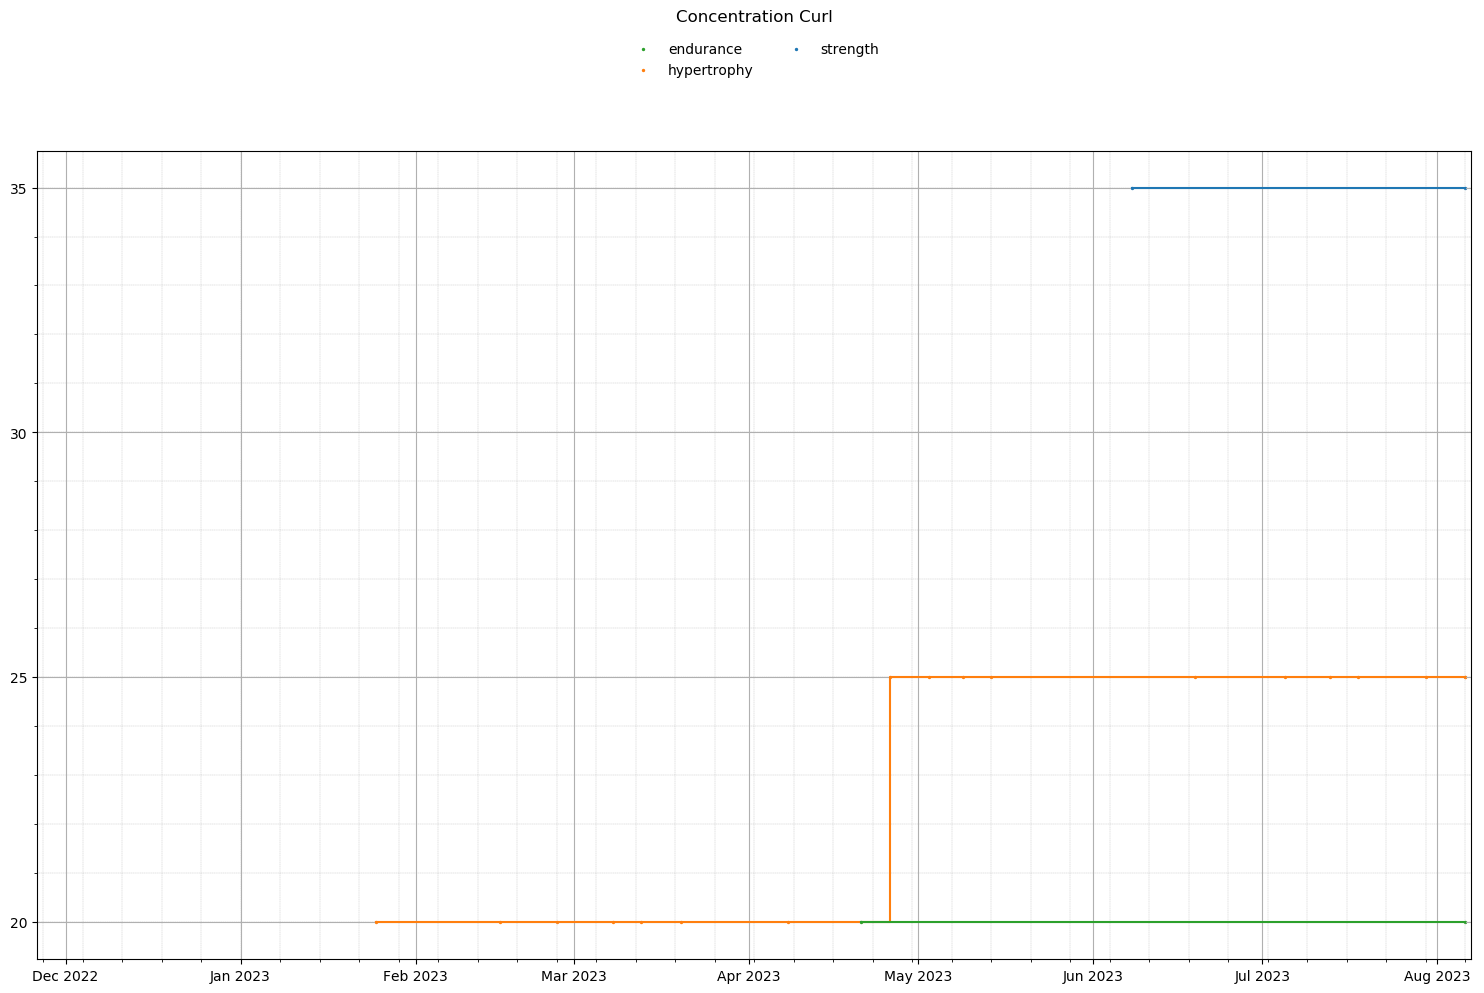 Concentration Curl
endurance strength
hypertrophy
35
30
25
20
Dec 2022 Jan 2023 Feb 2023 Mar 2023 Apr 2023 May 2023 Jun 2023 Jul 2023 Aug 2023